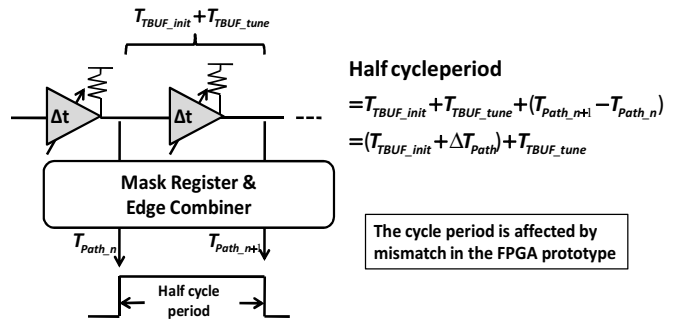 T_TBUF_init + T_TBUF_tune
Δt
Δt
Mask Register &
Edge Combiner
T_Path_n
T_Path_n+1
Half cycle
period
Half cycleperiod
=T_TBUF_init+T_TBUF_tune+(T_Path_n+1−T_Path_n)
=(T_TBUF_init+ΔT_Path)+T_TBUF_tune
The cycle period is affected by
mismatch in the FPGA prototype